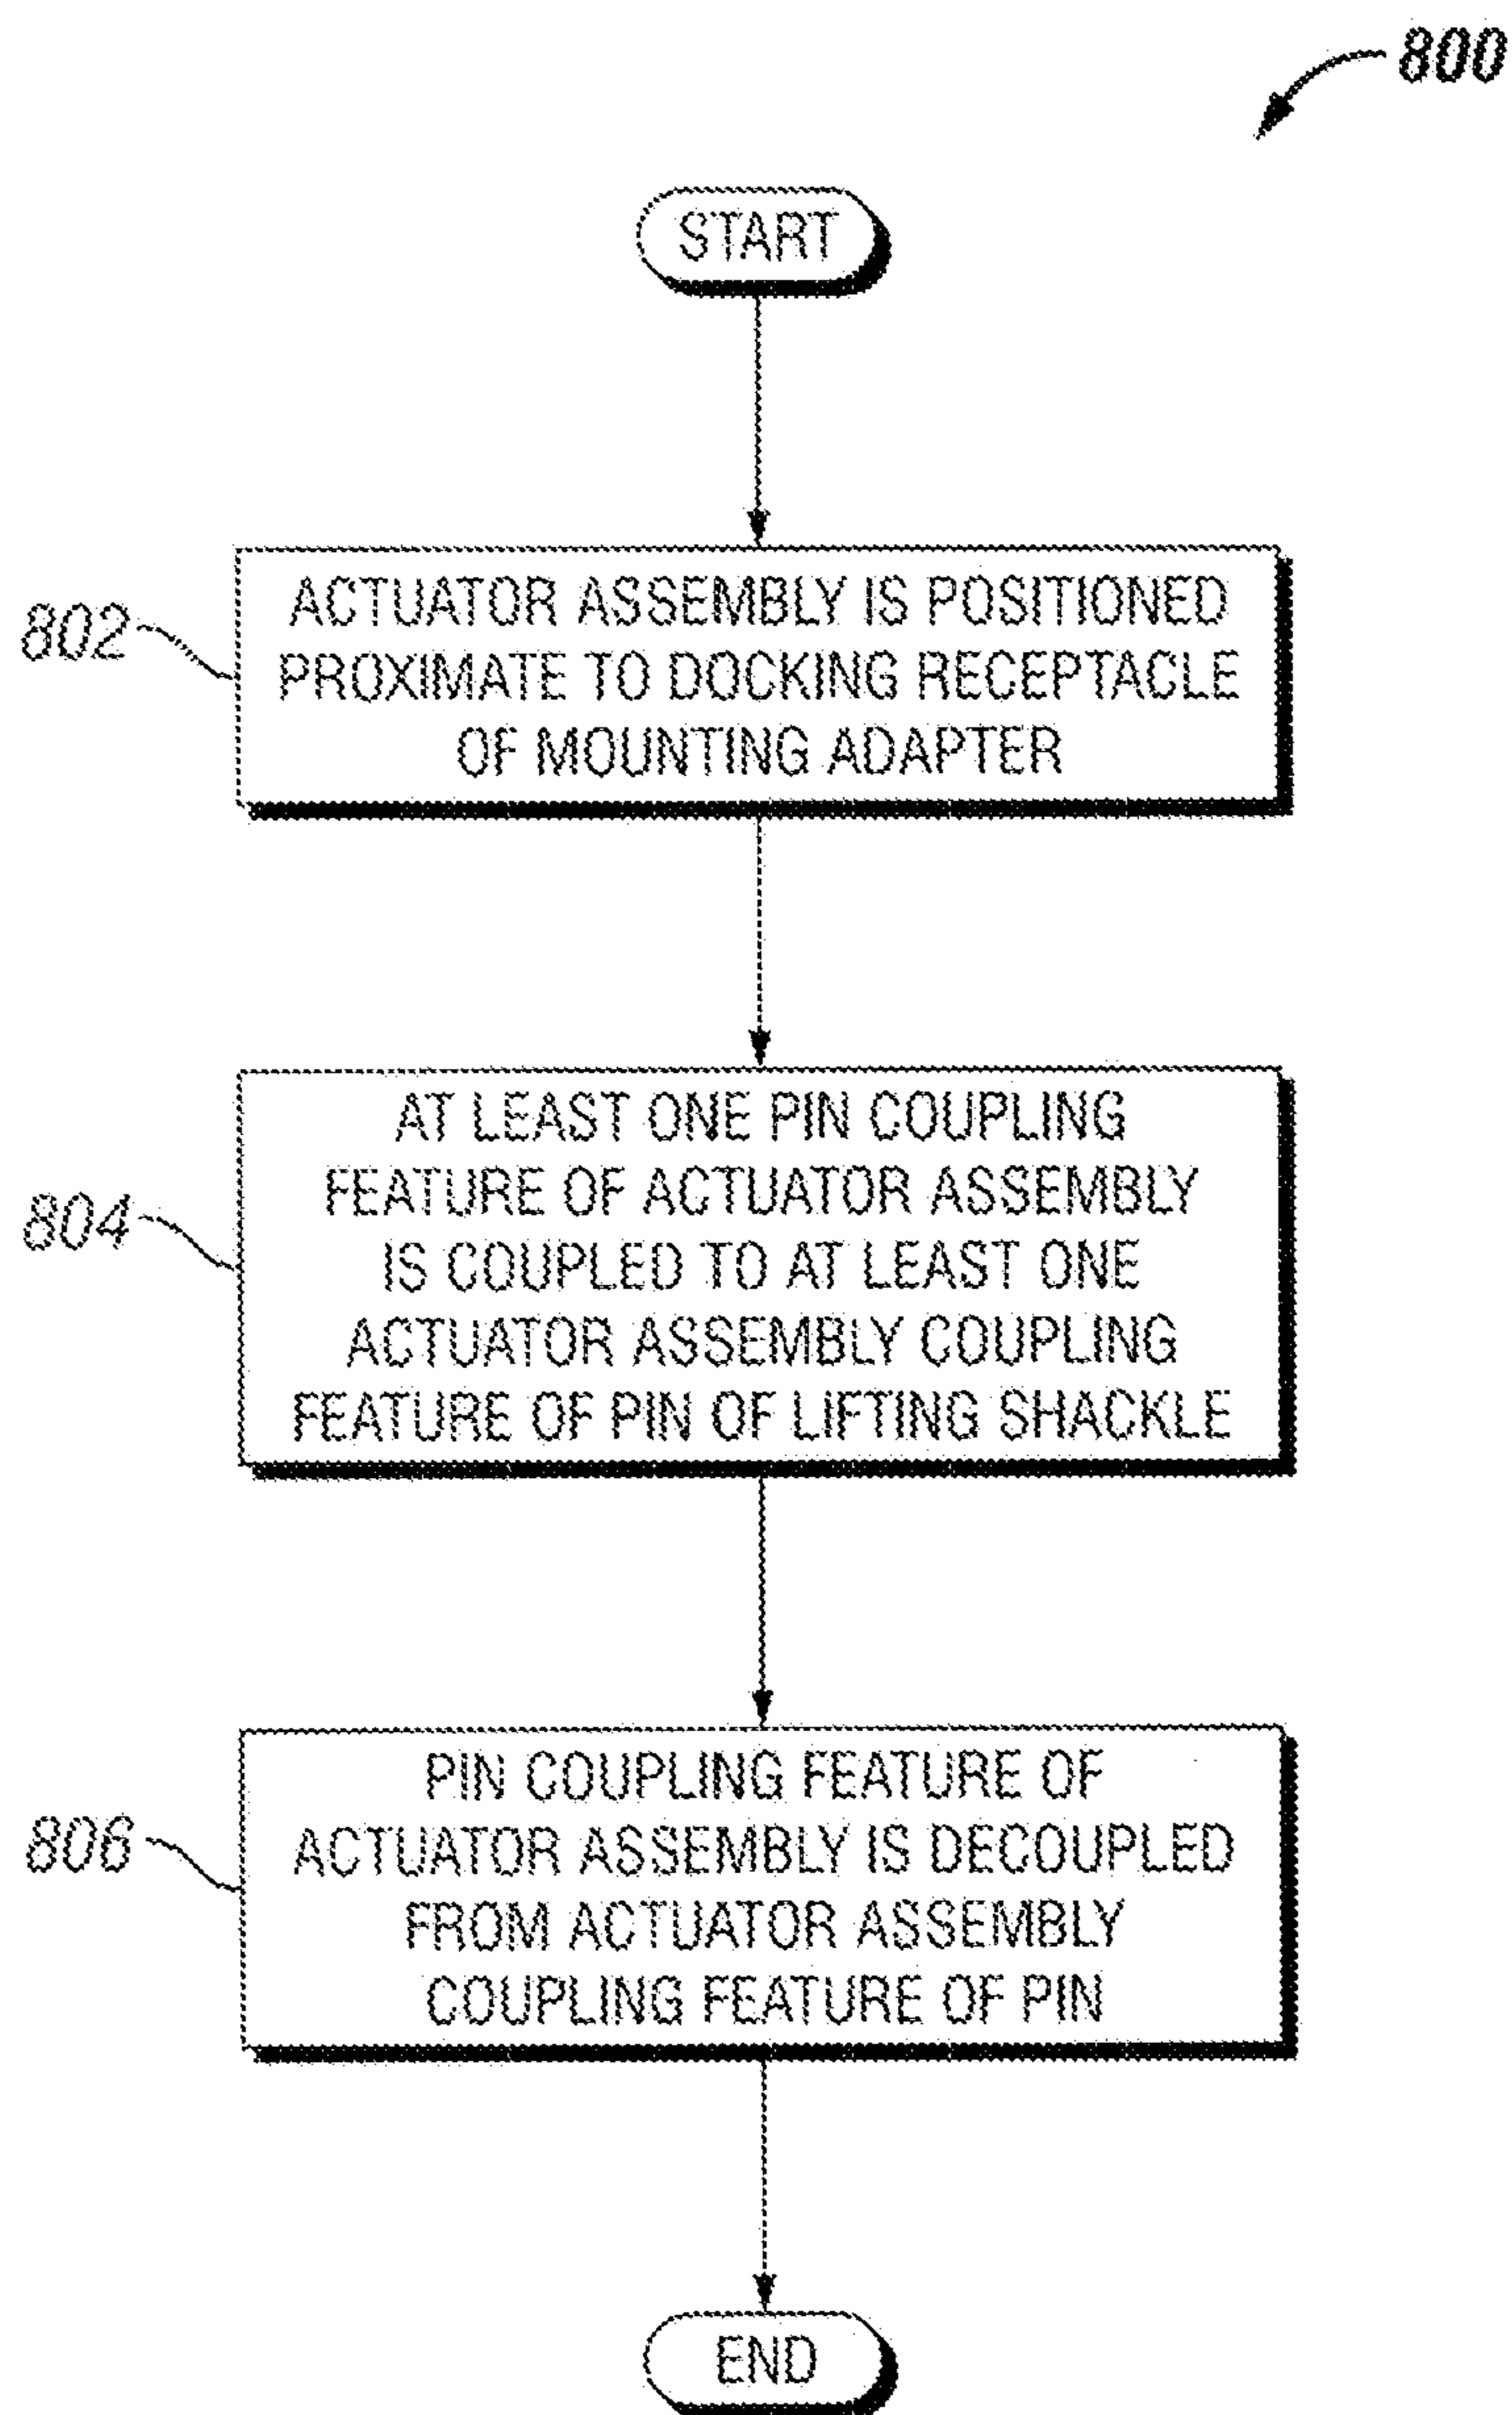 800
START
802
ACTUATOR ASSEMBLY IS POSITIONED
PROXIMATE TO DOCKING RECEPTACLE
OF MOUNTING ADAPTER
804
AT LEAST ONE PIN COUPLING
FEATURE OF ACTUATOR ASSEMBLY
IS COUPLED TO AT LEAST ONE
ACTUATOR ASSEMBLY COUPLING
FEATURE OF PIN OF LIFTING SHACKLE
806
PIN COUPLING FEATURE OF
ACTUATOR ASSEMBLY IS DECOUPLED
FROM ACTUATOR ASSEMBLY
COUPLING FEATURE OF PIN
END